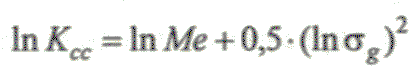 ln K_cc = ln Me + 0,5·(ln σ_g)²